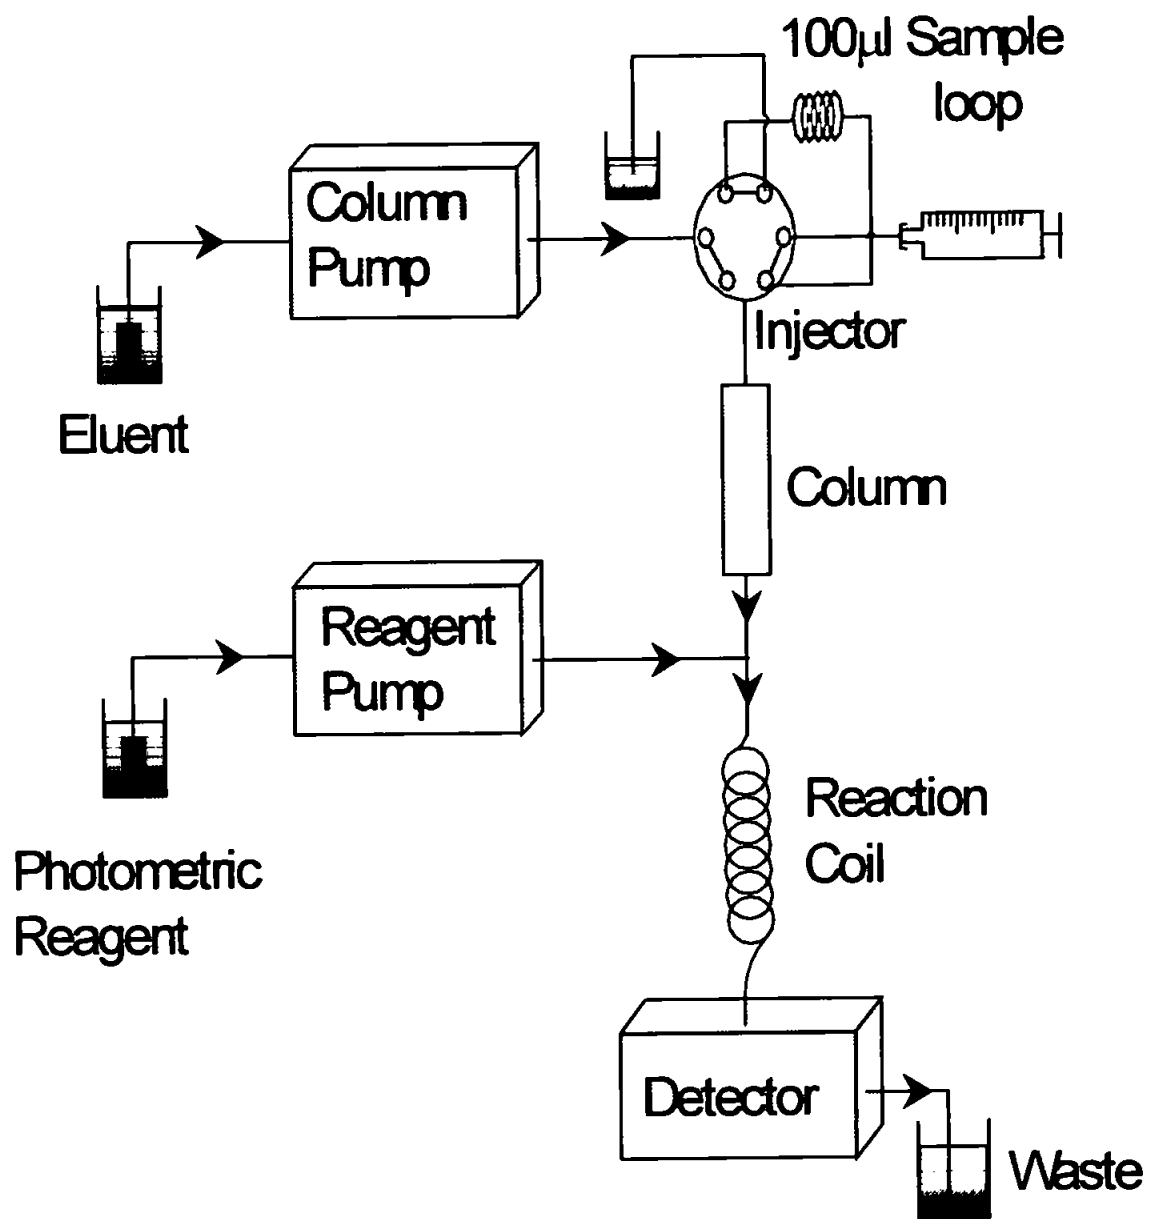 100µl Sample
loop
Column
Pump
Injector
Eluent
Column
Reagent
Pump
Reaction
Coil
Photometric
Reagent
Detector
Waste